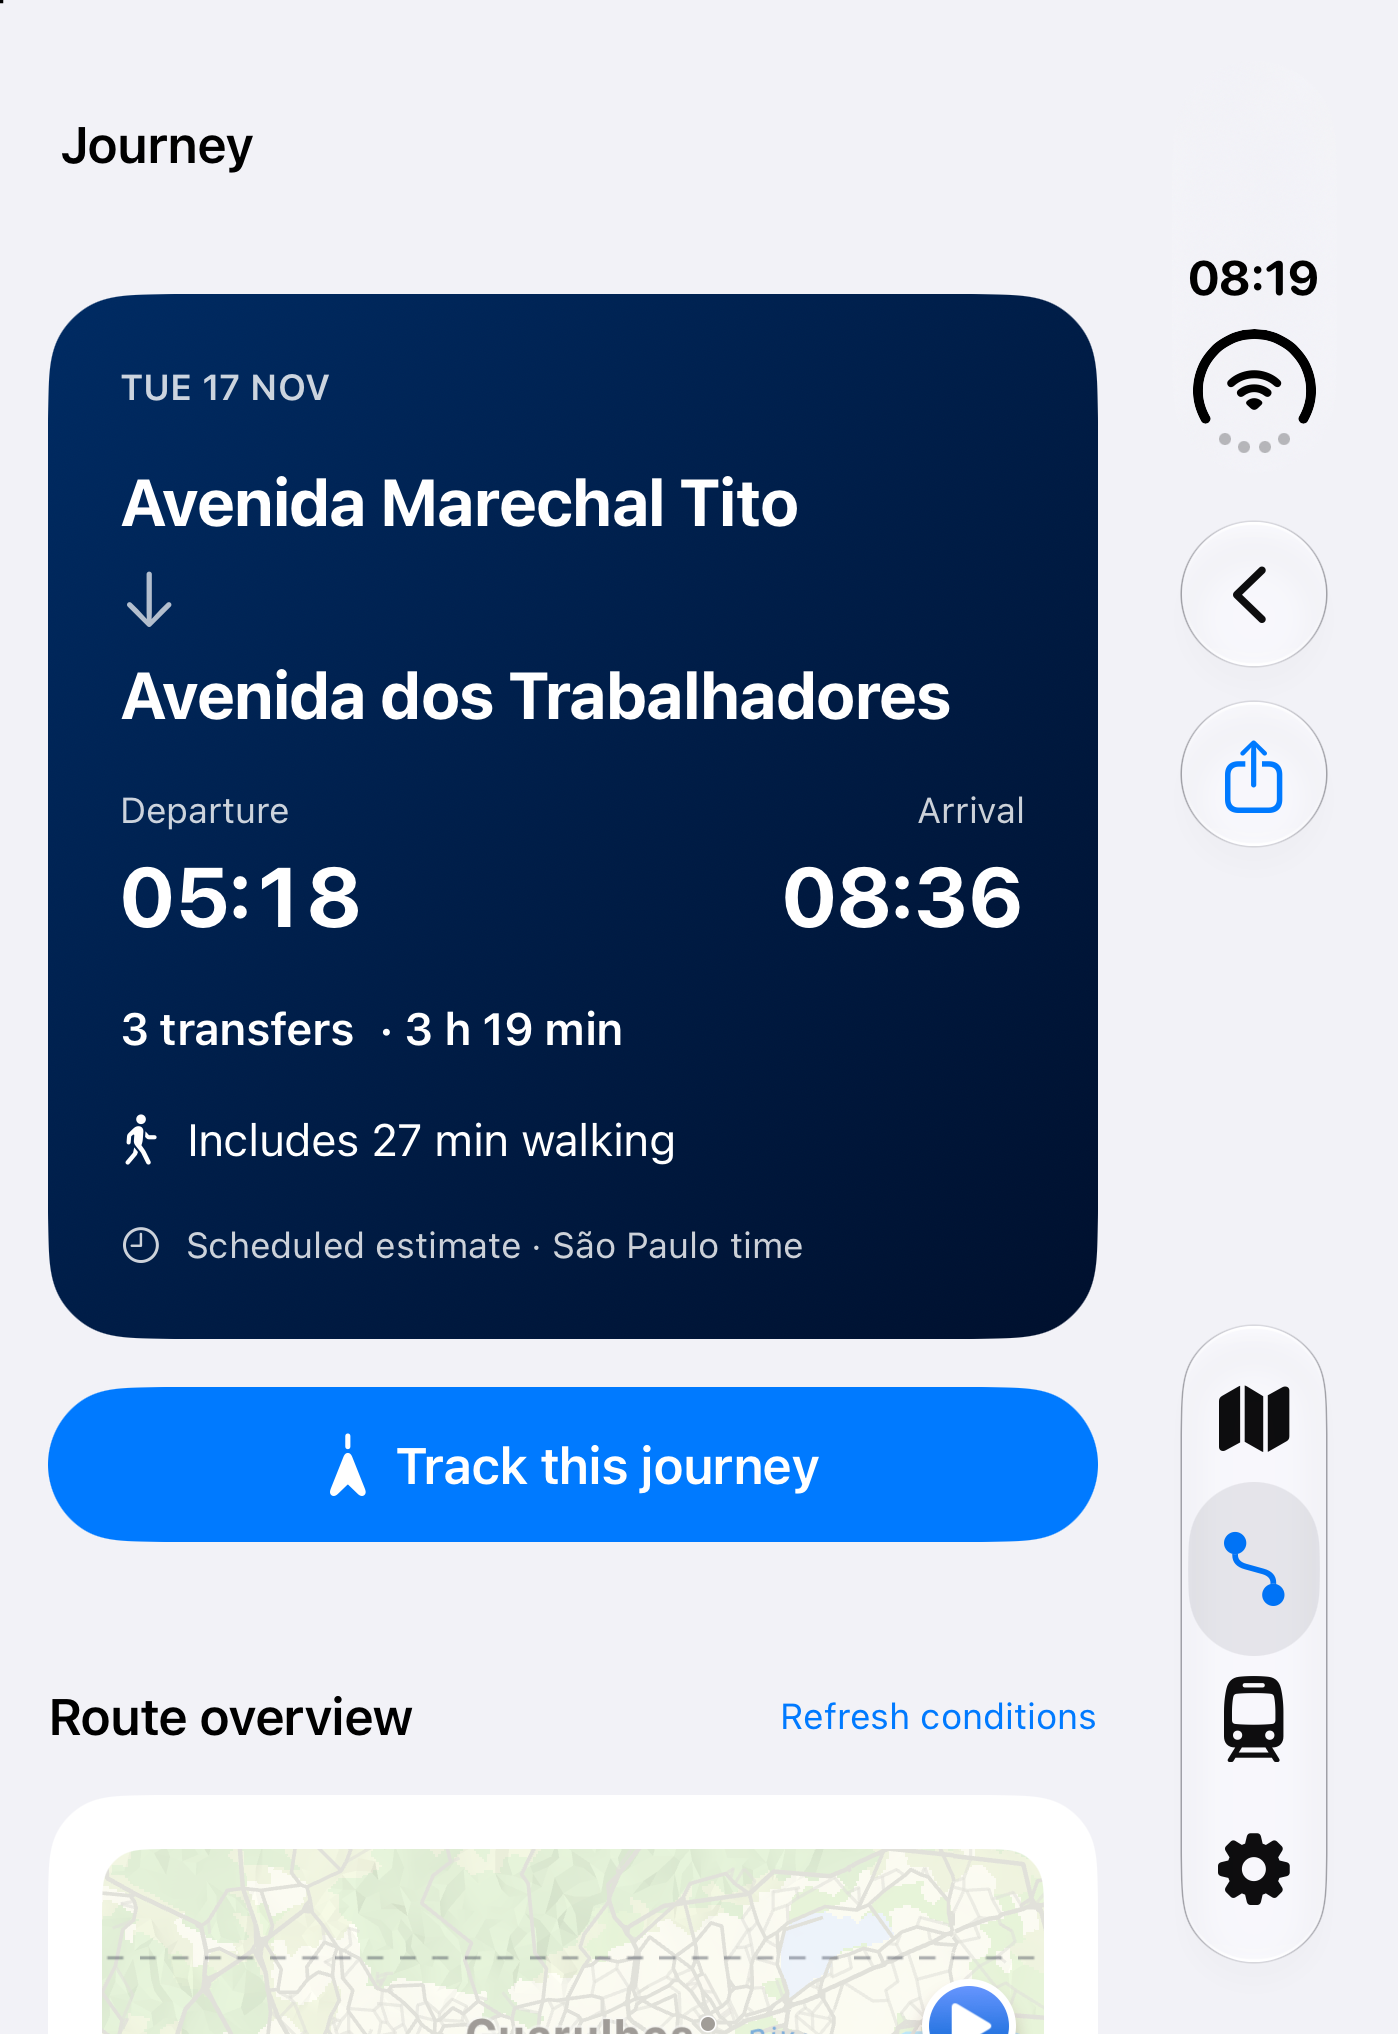 Journey
08:19
TUE 17 NOV
Avenida Marechal Tito
Avenida dos Trabalhadores
Departure Arrival
05:18 08:36
3 transfers · 3 h 19 min
Includes 27 min walking
Scheduled estimate · São Paulo time
Track this journey
Route overview Refresh conditions